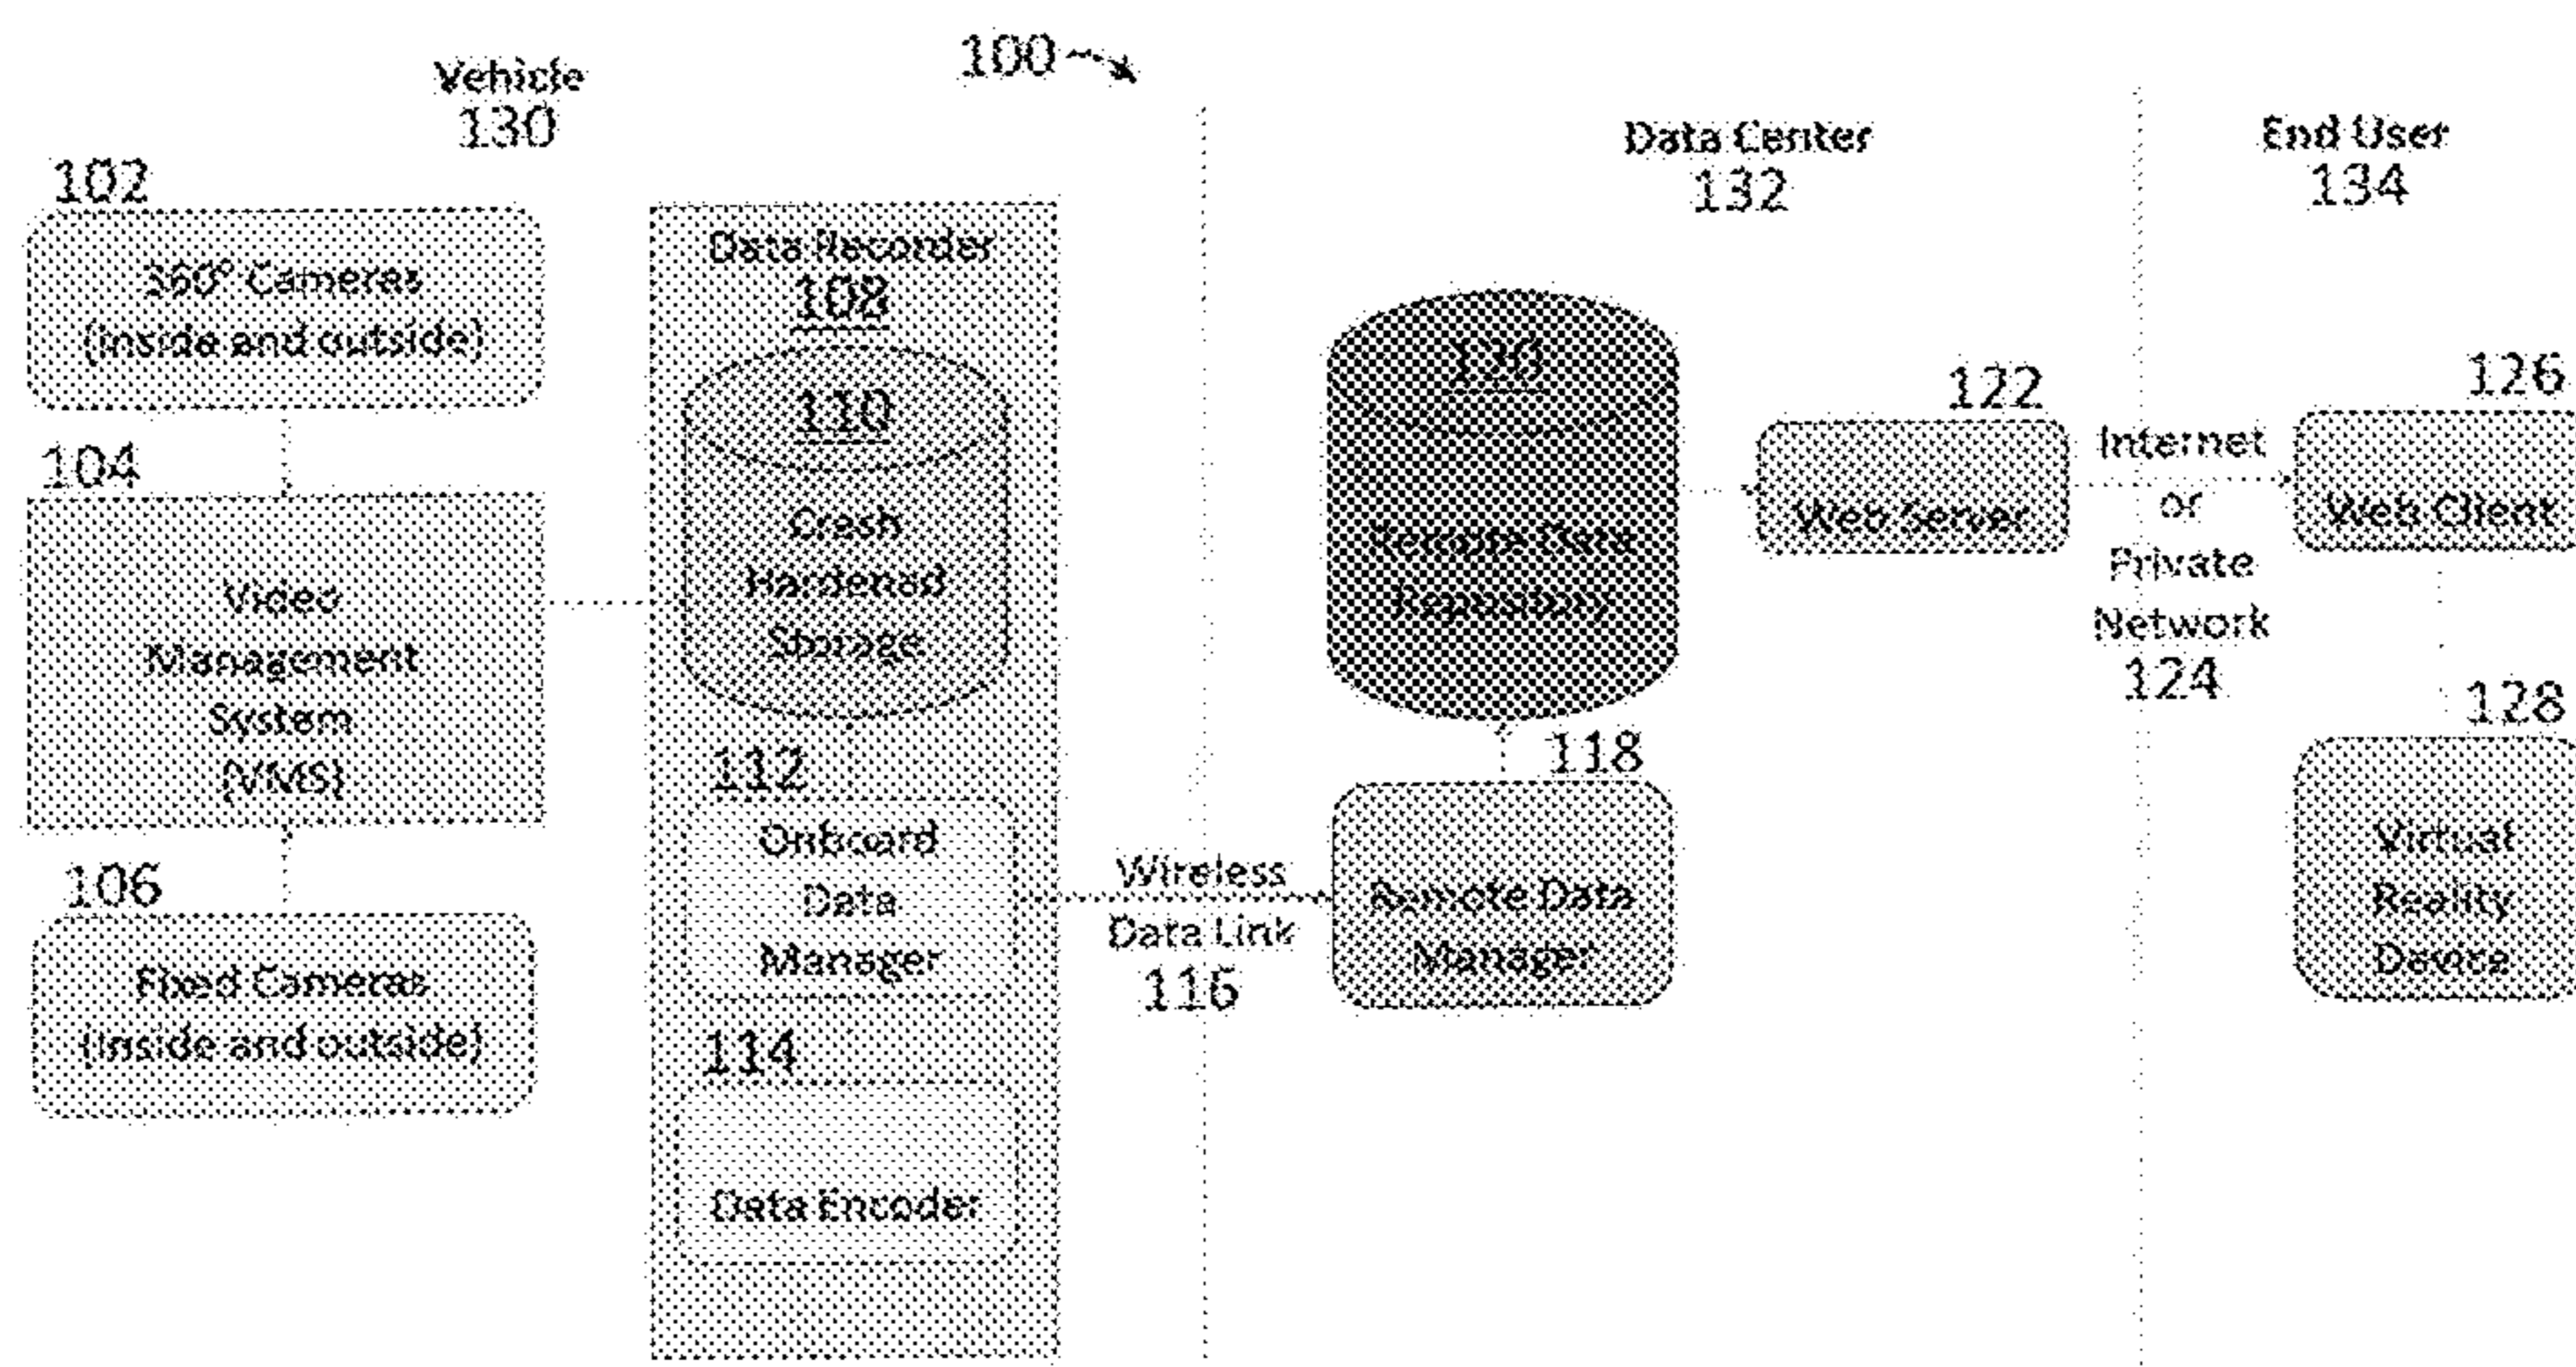 100
Vehicle
130
102
360° Cameras
(Inside and outside)
104
Video
Management
System
(VMS)
106
Fixed Cameras
(Inside and outside)
Data Recorder
108
110
Crash
Hardened
Storage
112
Onboard
Data
Manager
114
Data Encoder
Wireless
Data Link
116
Data Center
132
120
Remote Data
Repository
118
Remote Data
Manager
122
Web Server
Internet
or
Private
Network
124
End User
134
126
Web Client
128
Virtual
Reality
Device